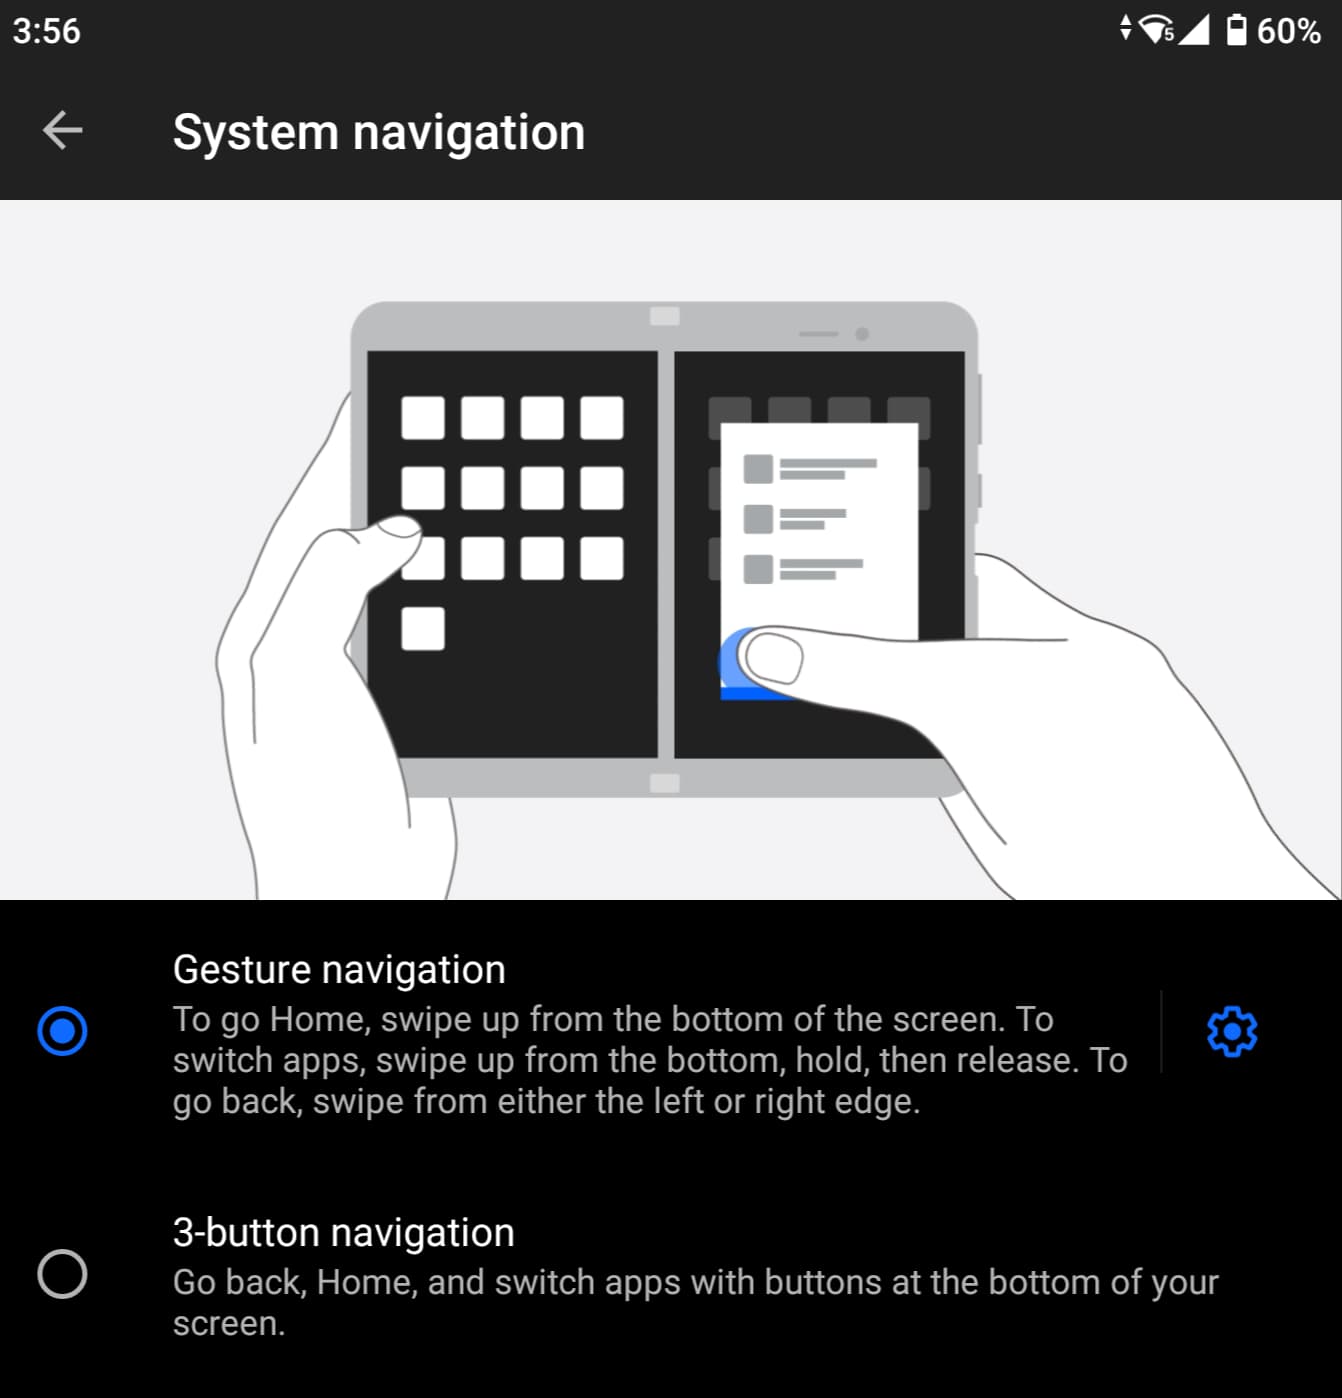 3:56
5
60%
System navigation
Gesture navigation
To go Home, swipe up from the bottom of the screen. To
switch apps, swipe up from the bottom, hold, then release. To
go back, swipe from either the left or right edge.
3-button navigation
Go back, Home, and switch apps with buttons at the bottom of your
screen.